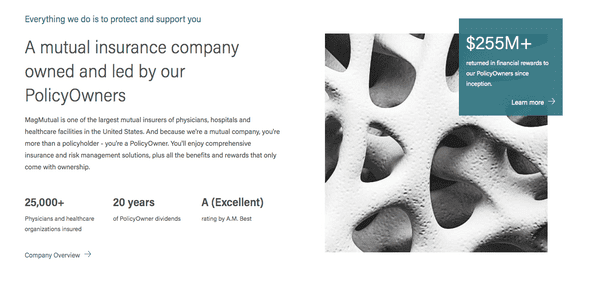 Everything we do is to protect and support you
A mutual insurance company
owned and led by our
PolicyOwners
MagMutual is one of the largest mutual insurers of physicians, hospitals and
healthcare facilities in the United States. And because we're a mutual company, you're
more than a policyholder - you're a PolicyOwner. You'll enjoy comprehensive
insurance and risk management solutions, plus all the benefits and rewards that only
come with ownership.
25,000+
Physicians and healthcare
organizations insured
20 years
of PolicyOwner dividends
A (Excellent)
rating by A.M. Best
Company Overview
$255M+
returned in financial rewards to
our PolicyOwners since
inception.
Learn more